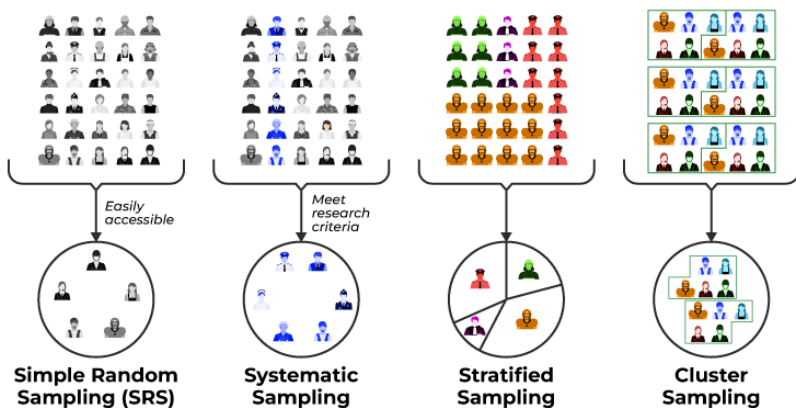 Easily
accessible
Meet
research
criteria
Simple Random
Sampling (SRS)
Systematic
Sampling
Stratified
Sampling
Cluster
Sampling